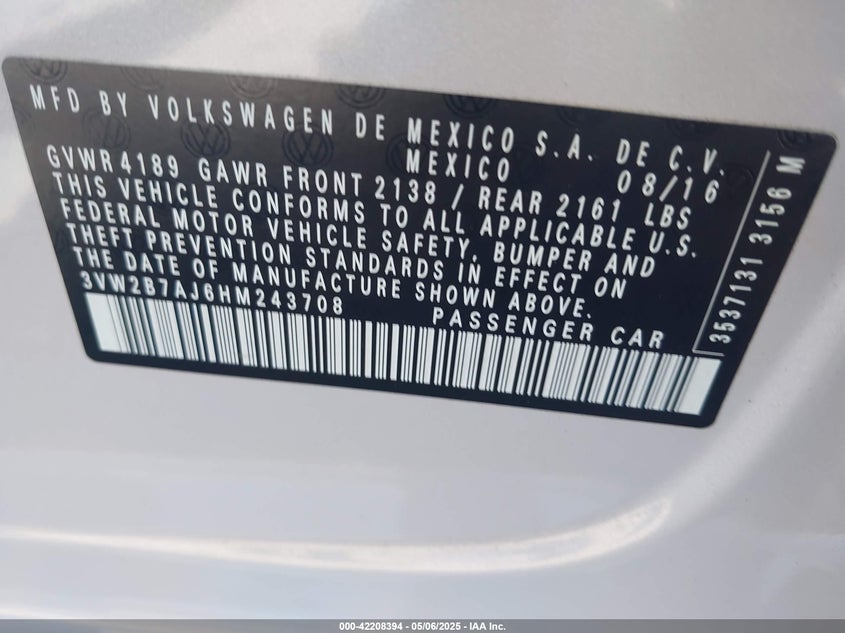 MFD BY VOLKSWAGEN DE MEXICO S.A. DE C.V.
MEXICO 08/16
GVWR 4189 GAWR FRONT 2138 / REAR 2161 LBS
THIS VEHICLE CONFORMS TO ALL APPLICABLE U.S.
FEDERAL MOTOR VEHICLE SAFETY, BUMPER AND
THEFT PREVENTION STANDARDS IN EFFECT ON
THE DATE OF MANUFACTURE SHOWN ABOVE.
3VW2B7AJ6HM243708 PASSENGER CAR
3537131 3156 M
000-42208394 — 05/06/2025 — IAA Inc.